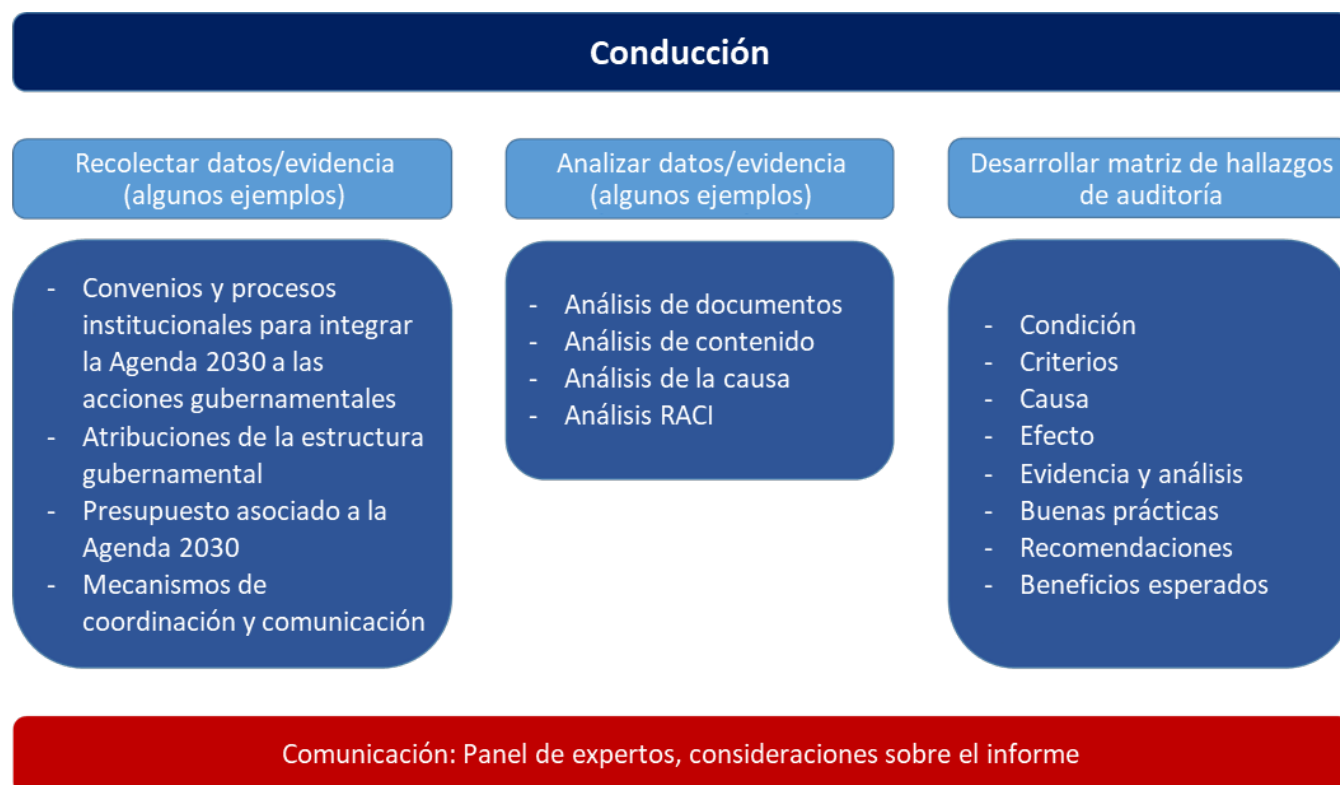 Conducción
Recolectar datos/evidencia
(algunos ejemplos)
- Convenios y procesos
institucionales para integrar
la Agenda 2030 a las
acciones gubernamentales
- Atribuciones de la estructura
gubernamental
- Presupuesto asociado a la
Agenda 2030
- Mecanismos de
coordinación y comunicación
Analizar datos/evidencia
(algunos ejemplos)
- Análisis de documentos
- Análisis de contenido
- Análisis de la causa
- Análisis RACI
Desarrollar matriz de hallazgos
de auditoría
- Condición
- Criterios
- Causa
- Efecto
- Evidencia y análisis
- Buenas prácticas
- Recomendaciones
- Beneficios esperados
Comunicación: Panel de expertos, consideraciones sobre el informe